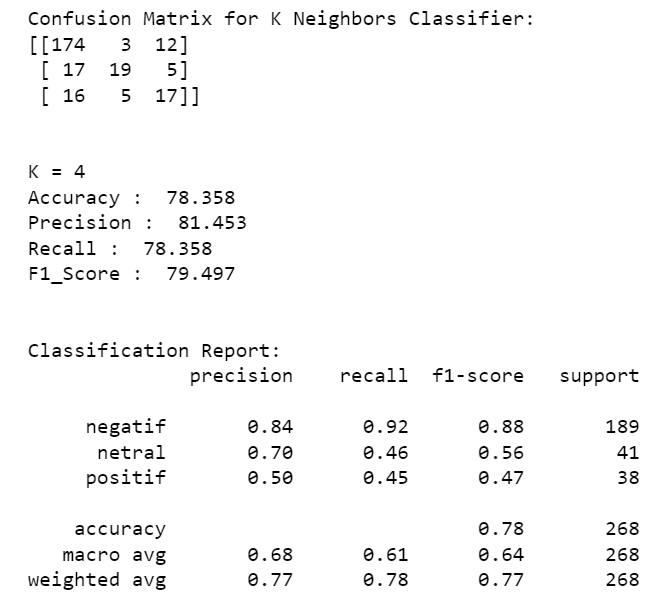 Confusion Matrix for K Neighbors Classifier:
[[174   3  12]
 [ 17  19   5]
 [ 16   5  17]]
K = 4
Accuracy :  78.358
Precision :  81.453
Recall :  78.358
F1_Score :  79.497
Classification Report:
              precision    recall  f1-score   support
     negatif       0.84      0.92      0.88       189
      netral       0.70      0.46      0.56        41
     positif       0.50      0.45      0.47        38
    accuracy                           0.78       268
   macro avg       0.68      0.61      0.64       268
weighted avg       0.77      0.78      0.77       268